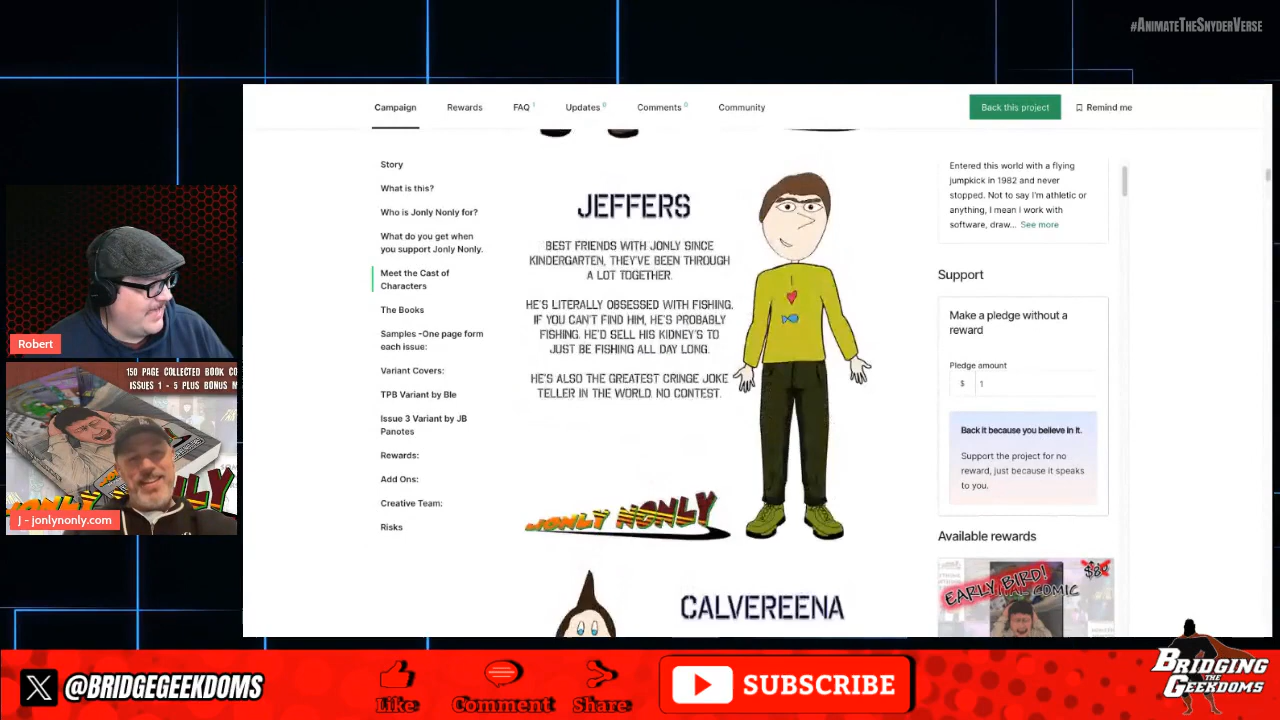 #AnimateTheSnyderVerse
Campaign
Rewards
FAQ 1
Updates 0
Comments 0
Community
Back this project
Remind me
Story
What is this?
Who is Jonly Nonly for?
What do you get when
you support Jonly Nonly.
Meet the Cast of
Characters
The Books
Samples -One page form
each issue:
Variant Covers:
TPB Variant by Ble
Issue 3 Variant by JB
Panotes
Rewards:
Add Ons:
Creative Team:
Risks
JEFFERS
BEST FRIENDS WITH JONLY SINCE
KINDERGARTEN, THEY'VE BEEN THROUGH
A LOT TOGETHER.
HE'S LITERALLY OBSESSED WITH FISHING.
IF YOU CAN'T FIND HIM, HE'S PROBABLY
FISHING. HE'D SELL HIS KIDNEY'S TO
JUST BE FISHING ALL DAY LONG.
HE'S ALSO THE GREATEST CRINGE JOKE
TELLER IN THE WORLD. NO CONTEST.
JONLY NONLY
CALVEREENA
Entered this world with a flying
jumpkick in 1982 and never
stopped. Not to say I'm athletic or
anything, I mean I work with
software, draw... See more
Support
Make a pledge without a
reward
Pledge amount
$ 1
Back it because you believe in it.
Support the project for no
reward, just because it speaks
to you.
Available rewards
EARLY BIRD!
COMIC
Robert
150 PAGE COLLECTED BOOK CO
ISSUES 1 - 5 PLUS BONUS M
J - jonlynonly.com
@BRIDGEGEEKDOMS
Like
Comment
Share
SUBSCRIBE
BRIDGING
THE
GEEKDOMS